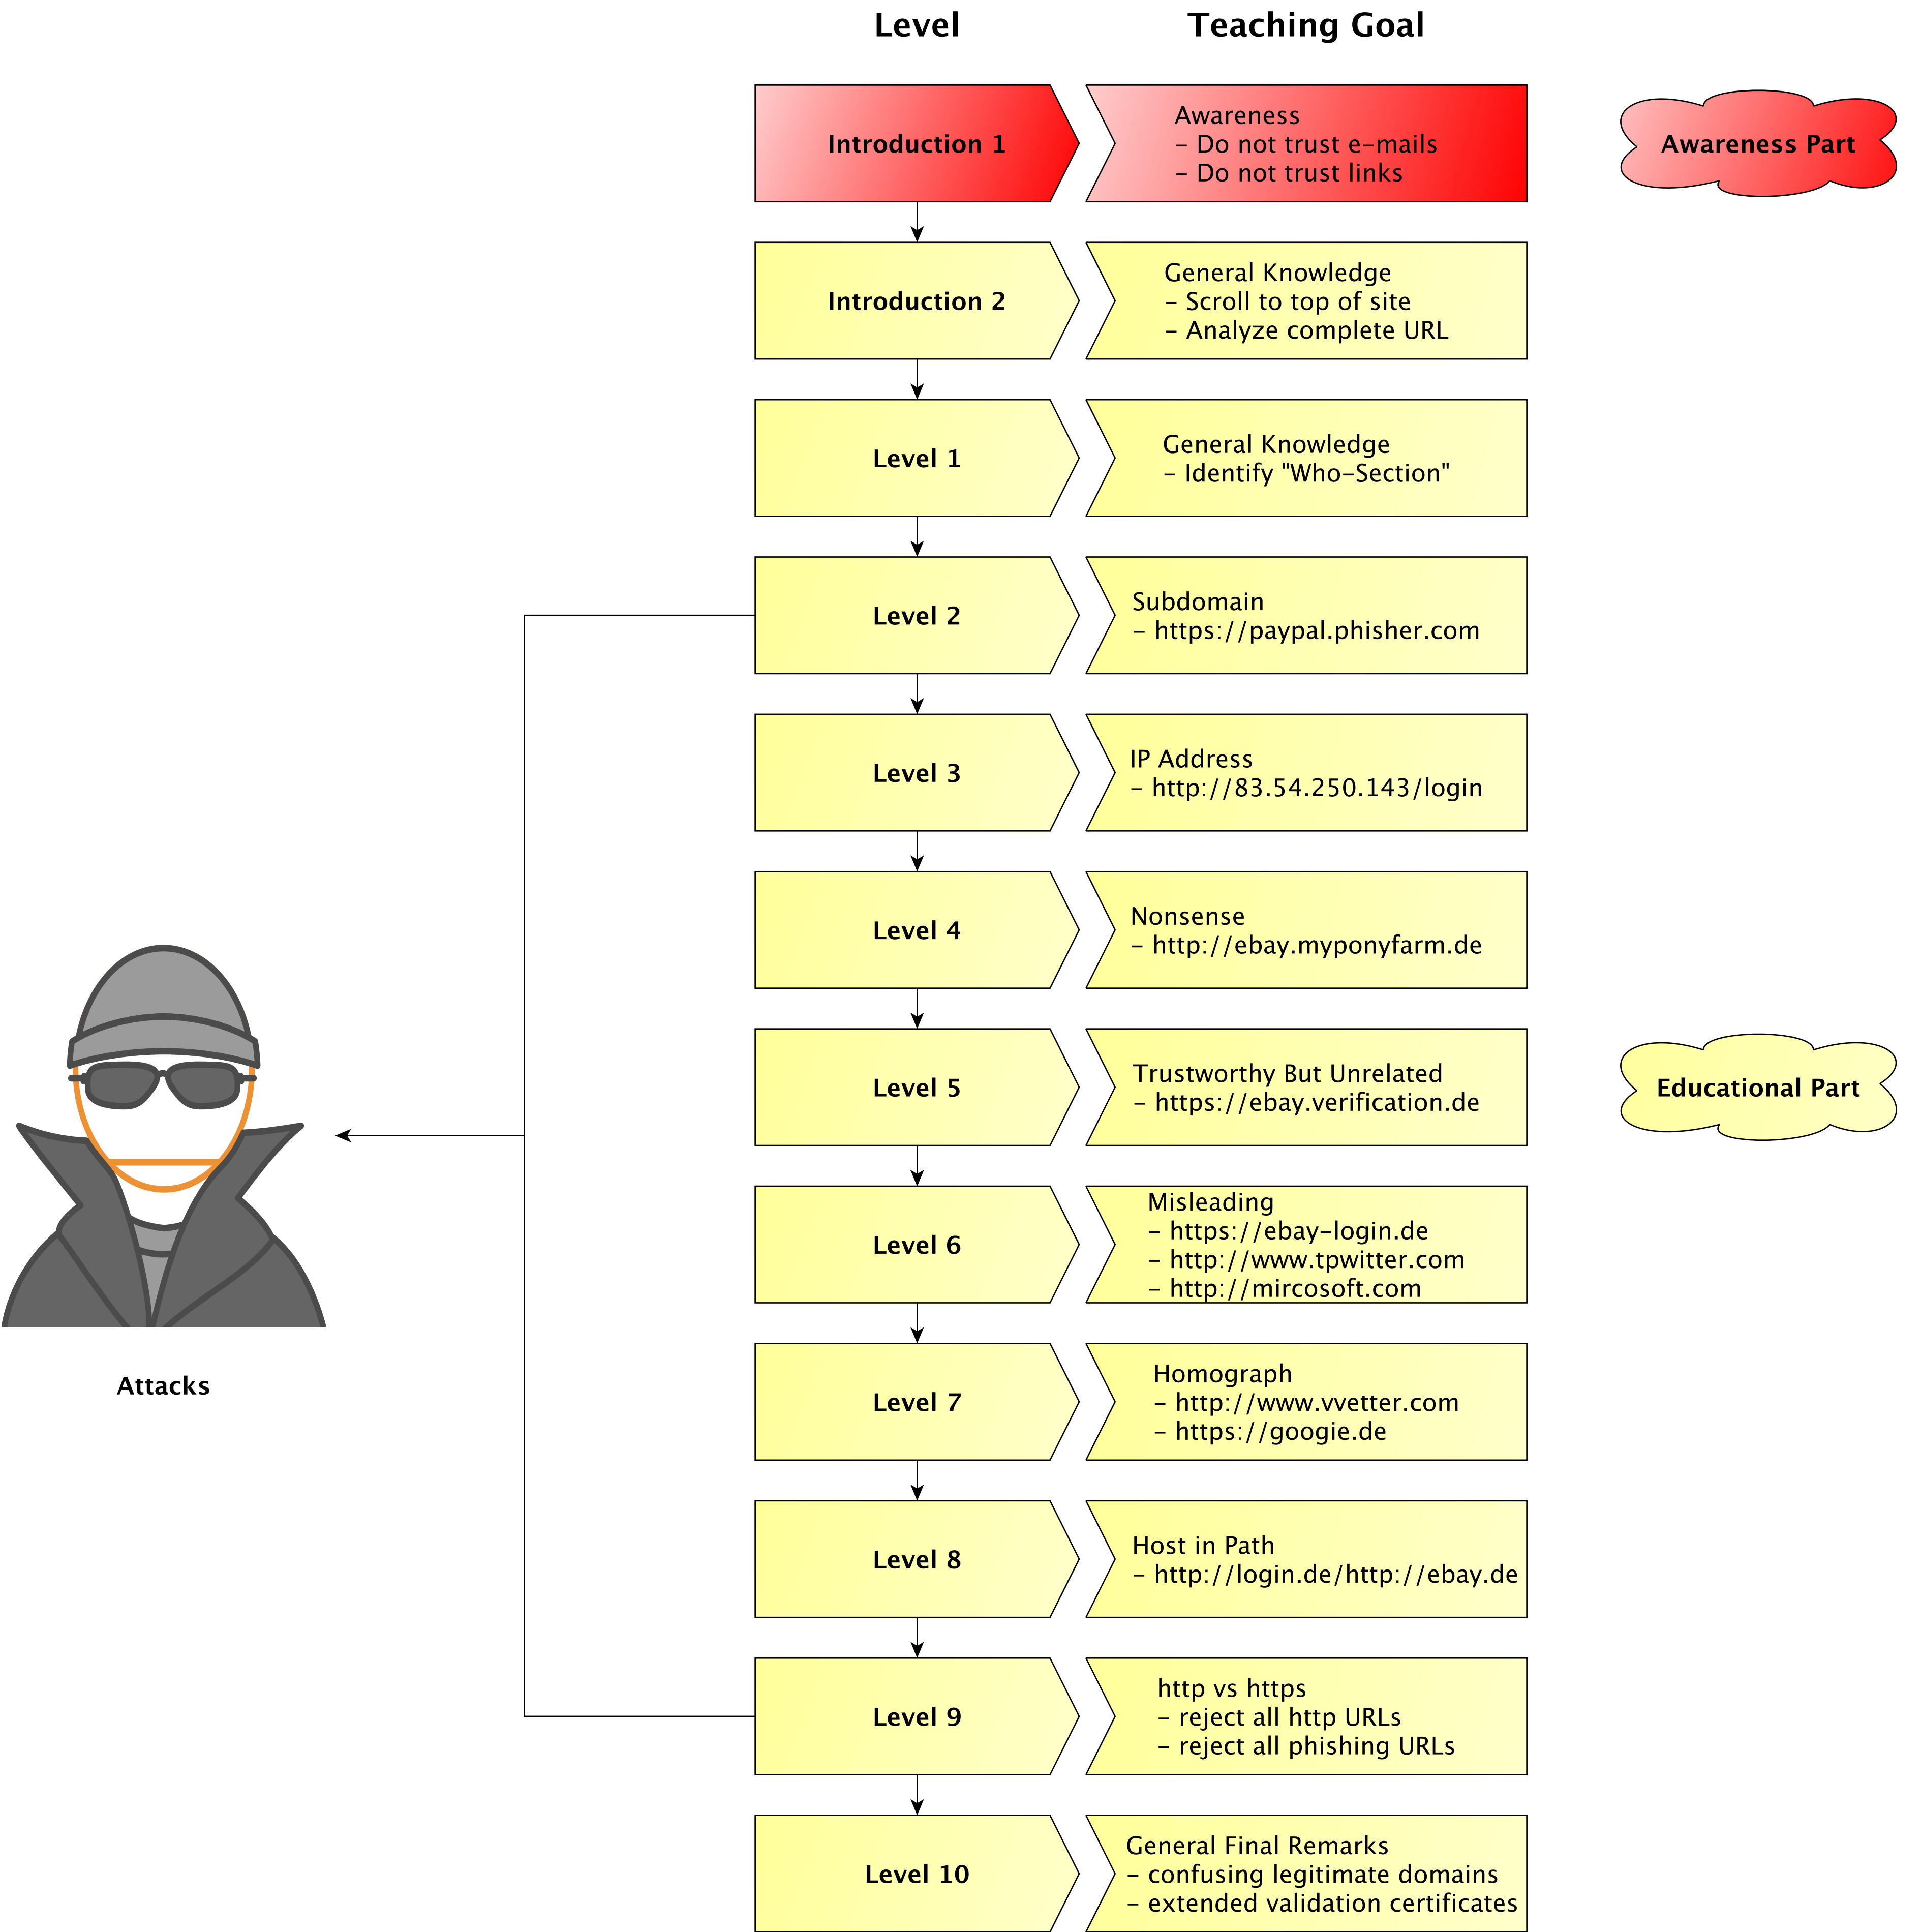 Level
Teaching Goal
Introduction 1
Awareness
- Do not trust e-mails
- Do not trust links
Awareness Part
Introduction 2
General Knowledge
- Scroll to top of site
- Analyze complete URL
Level 1
General Knowledge
- Identify "Who-Section"
Level 2
Subdomain
- https://paypal.phisher.com
Level 3
IP Address
- http://83.54.250.143/login
Level 4
Nonsense
- http://ebay.myponyfarm.de
Level 5
Trustworthy But Unrelated
- https://ebay.verification.de
Educational Part
Level 6
Misleading
- https://ebay-login.de
- http://www.tpwitter.com
- http://mircosoft.com
Attacks
Level 7
Homograph
- http://www.vvetter.com
- https://googie.de
Level 8
Host in Path
- http://login.de/http://ebay.de
Level 9
http vs https
- reject all http URLs
- reject all phishing URLs
Level 10
General Final Remarks
- confusing legitimate domains
- extended validation certificates